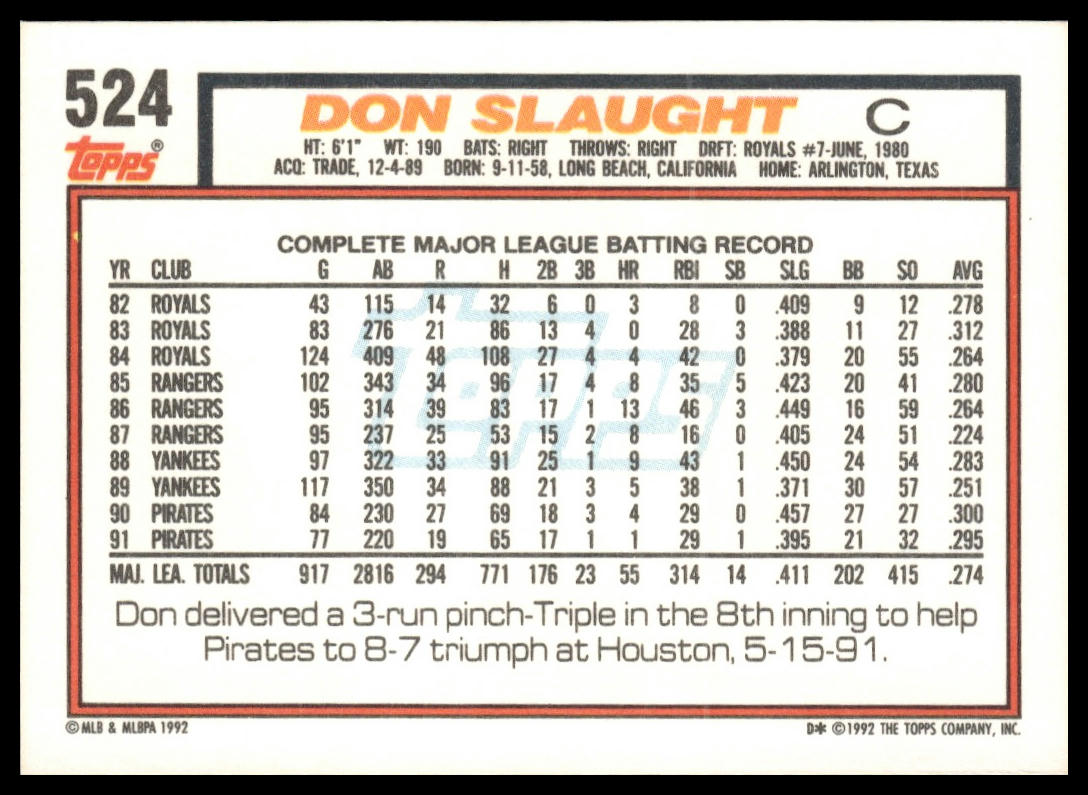 524
DON SLAUGHT C
topps®
HT: 6'1" WT: 190 BATS: RIGHT THROWS: RIGHT DRFT: ROYALS #7-JUNE, 1980
ACQ: TRADE, 12-4-89 BORN: 9-11-58, LONG BEACH, CALIFORNIA HOME: ARLINGTON, TEXAS
COMPLETE MAJOR LEAGUE BATTING RECORD
YR CLUB G AB R H 2B 3B HR RBI SB SLG BB SO AVG
82 ROYALS 43 115 14 32 6 0 3 8 0 .409 9 12 .278
83 ROYALS 83 276 21 86 13 4 0 28 3 .388 11 27 .312
84 ROYALS 124 409 48 108 27 4 4 42 0 .379 20 55 .264
85 RANGERS 102 343 34 96 17 4 8 35 5 .423 20 41 .280
86 RANGERS 95 314 39 83 17 1 13 46 3 .449 16 59 .264
87 RANGERS 95 237 25 53 15 2 8 16 0 .405 24 51 .224
88 YANKEES 97 322 33 91 25 1 9 43 1 .450 24 54 .283
89 YANKEES 117 350 34 88 21 3 5 38 1 .371 30 57 .251
90 PIRATES 84 230 27 69 18 3 4 29 0 .457 27 27 .300
91 PIRATES 77 220 19 65 17 1 1 29 1 .395 21 32 .295
MAJ. LEA. TOTALS 917 2816 294 771 176 23 55 314 14 .411 202 415 .274
topps
Don delivered a 3-run pinch-Triple in the 8th inning to help
Pirates to 8-7 triumph at Houston, 5-15-91.
© MLB & MLBPA 1992
D* © 1992 THE TOPPS COMPANY, INC.